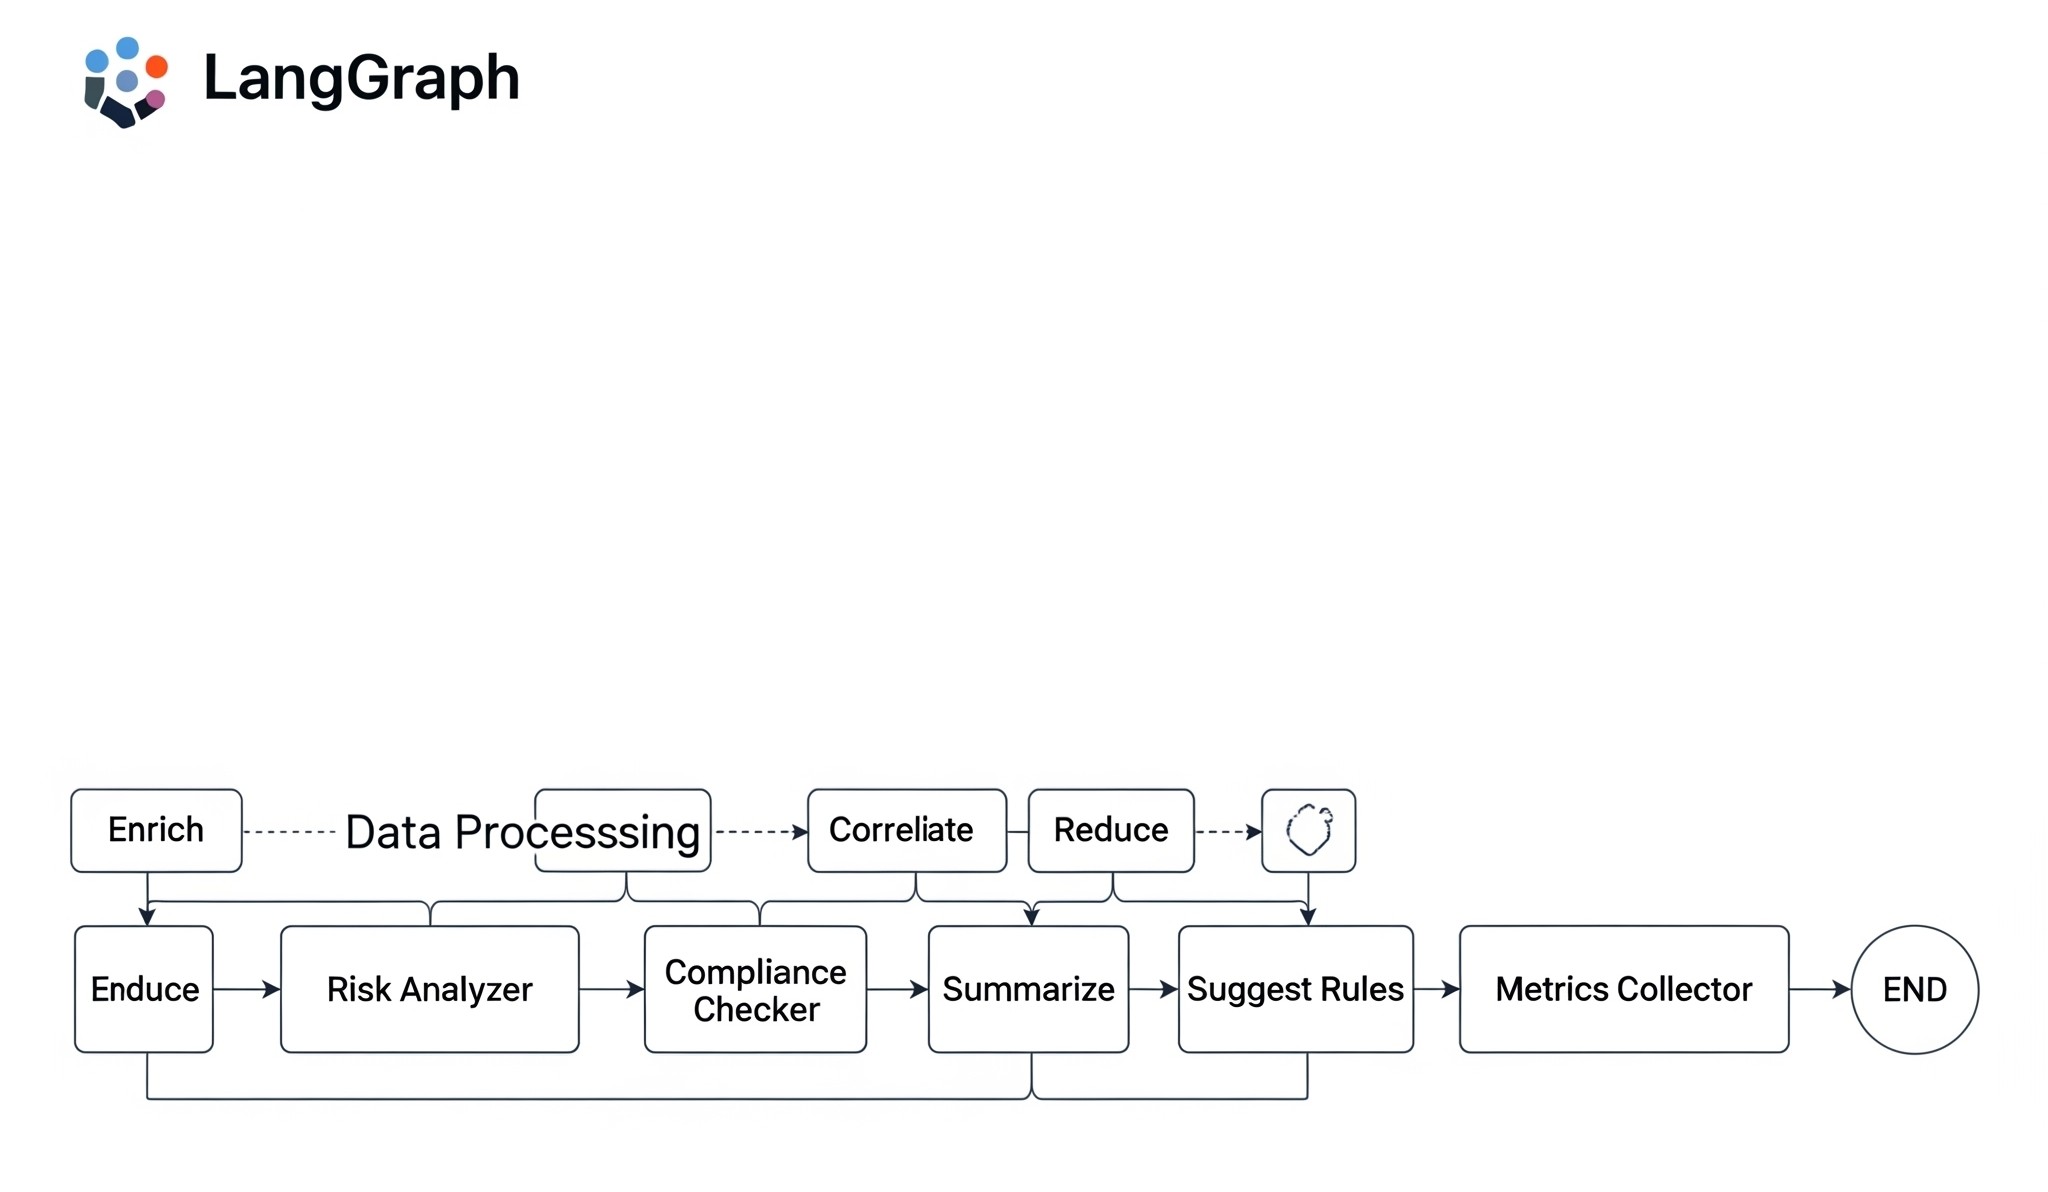 LangGraph
Enrich
Data Processsing
Correliate
Reduce
Enduce
Risk Analyzer
Compliance
Checker
Summarize
Suggest Rules
Metrics Collector
END